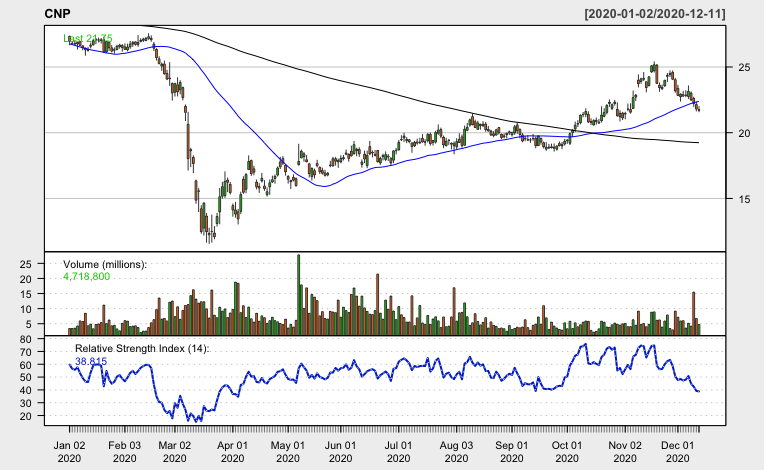 CNP [2020-01-02/2020-12-11]
Last 21.75
25
20
15
Volume (millions):
4,718,800
25
20
15
10
5
Relative Strength Index (14):
38.815
80
70
60
50
40
30
20
Jan 02 Feb 03 Mar 02 Apr 01 May 01 Jun 01 Jul 01 Aug 03 Sep 01 Oct 01 Nov 02 Dec 01
2020 2020 2020 2020 2020 2020 2020 2020 2020 2020 2020 2020